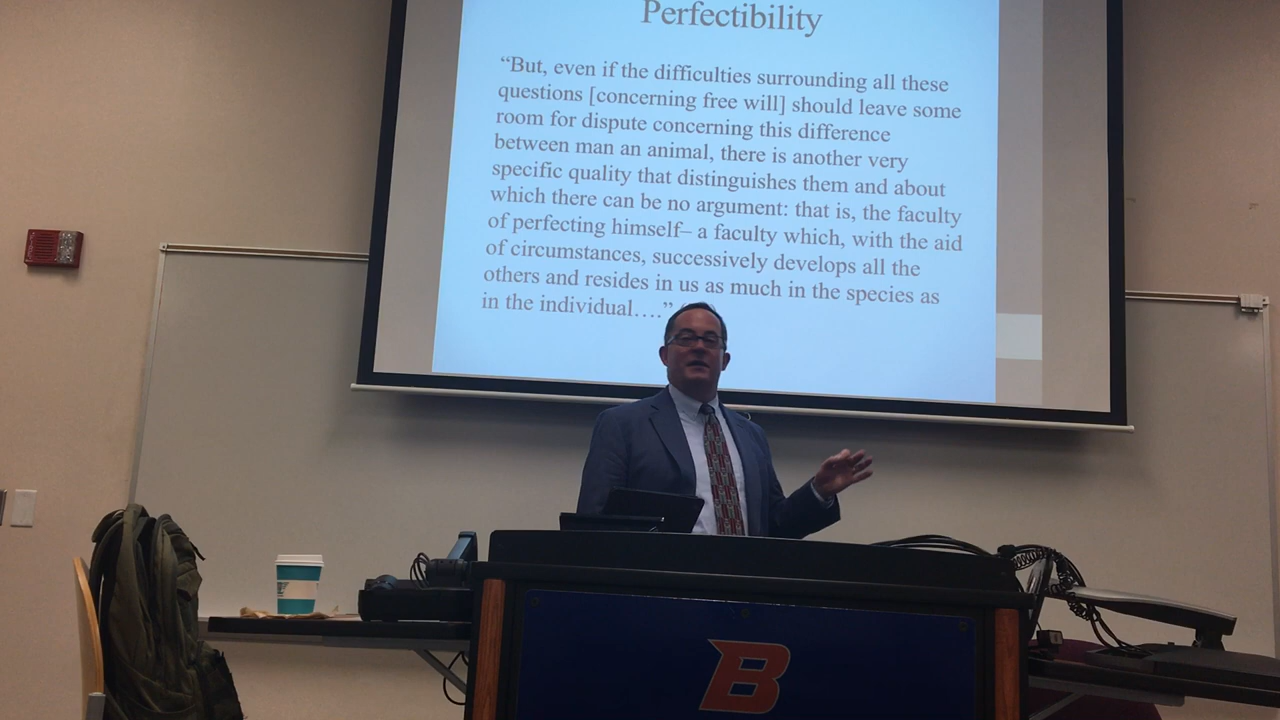 Perfectibility
“But, even if the difficulties surrounding all these
questions [concerning free will] should leave some
room for dispute concerning this difference
between man an animal, there is another very
specific quality that distinguishes them and about
which there can be no argument: that is, the faculty
of perfecting himself– a faculty which, with the aid
of circumstances, successively develops all the
others and resides in us as much in the species as
in the individual….”
B